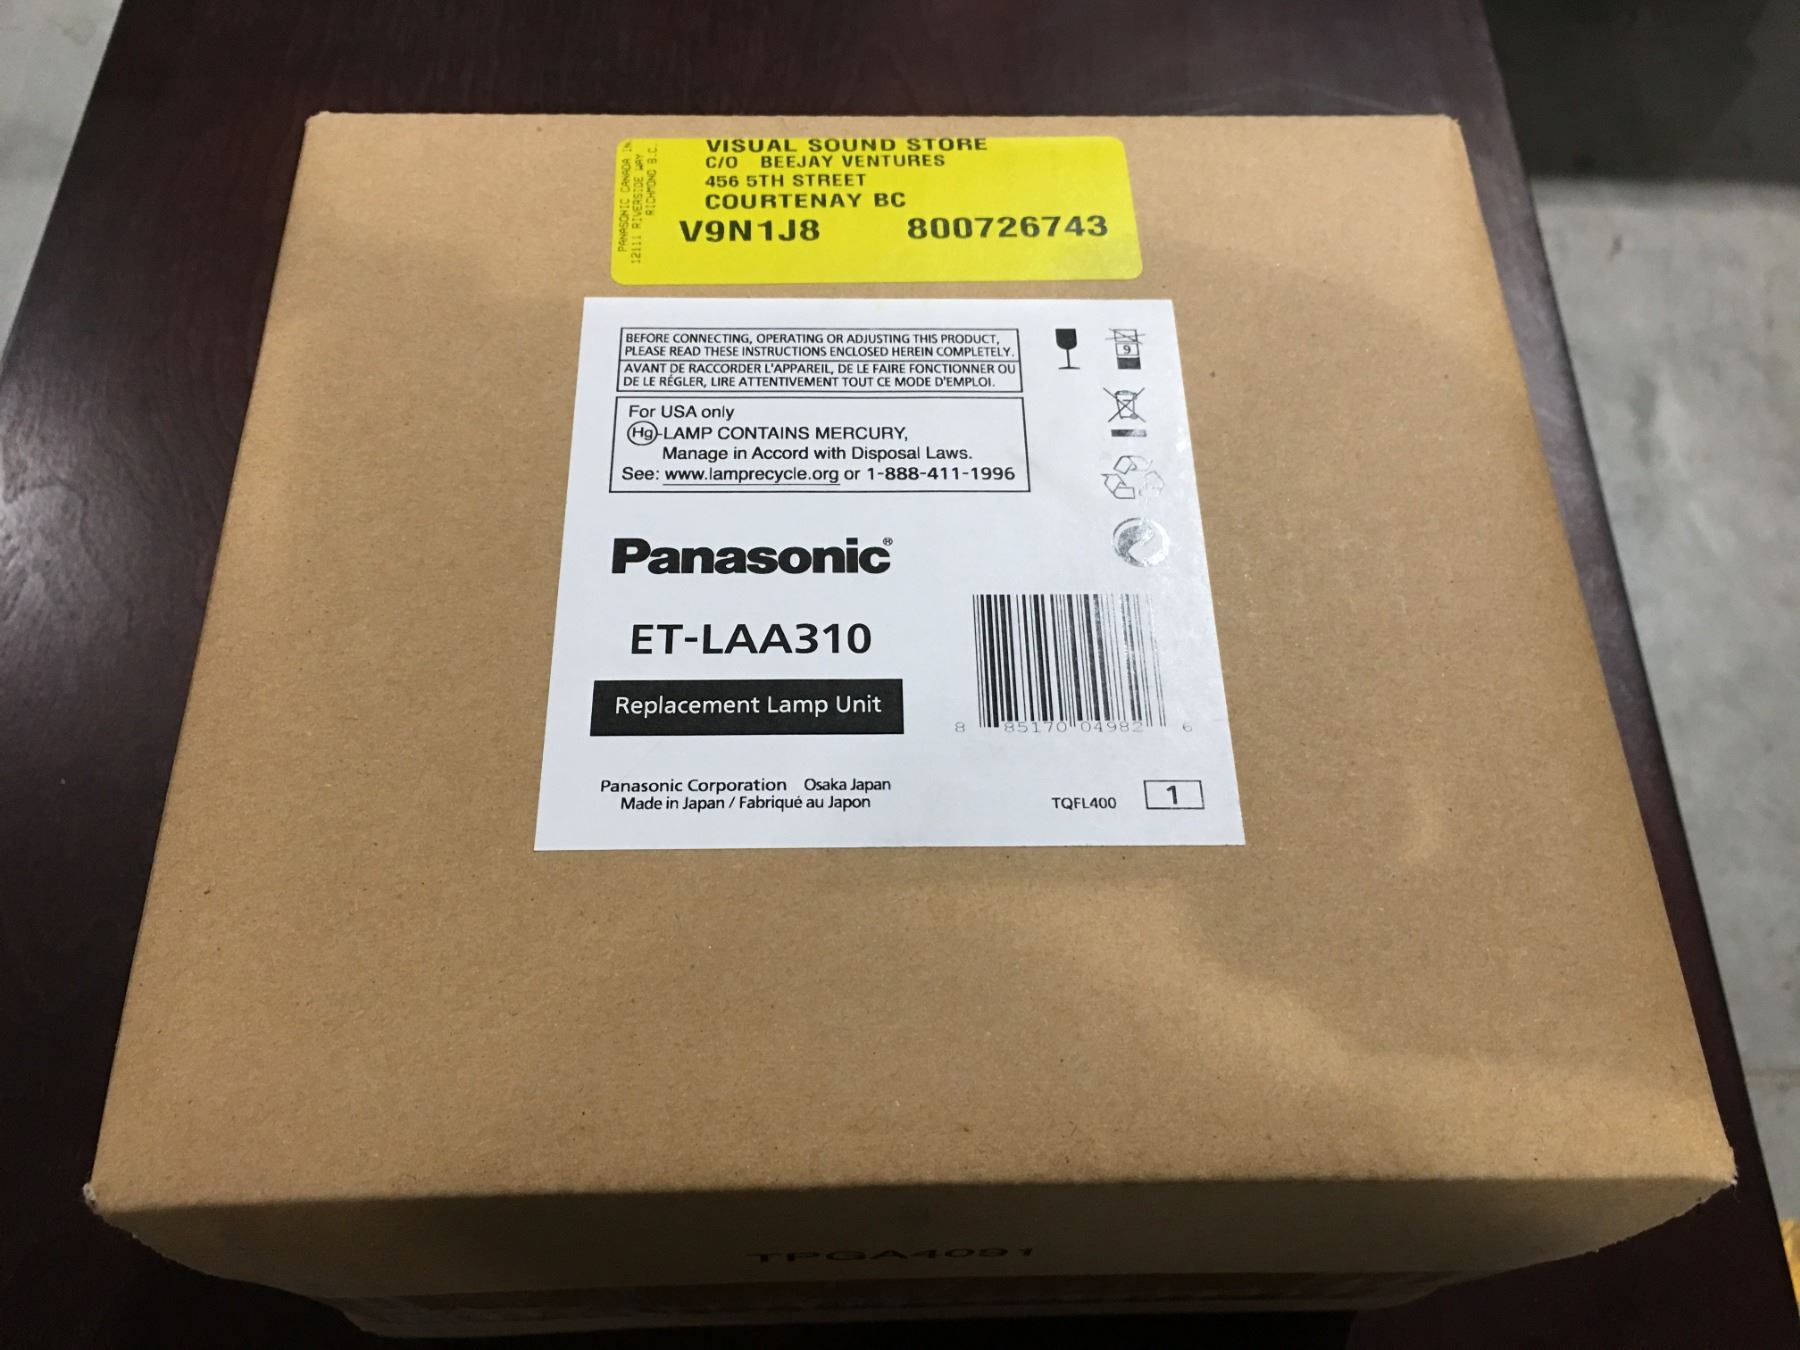 VISUAL SOUND STORE
C/O BEEJAY VENTURES
456 5TH STREET
COURTENAY BC
V9N1J8 800726743
PANASONIC CANADA IN
12111 RIVERSIDE WAY
RICHMOND B.C.
BEFORE CONNECTING, OPERATING OR ADJUSTING THIS PRODUCT,
PLEASE READ THESE INSTRUCTIONS ENCLOSED HEREIN COMPLETELY.
AVANT DE RACCORDER L'APPAREIL, DE LE FAIRE FONCTIONNER OU
DE LE RÉGLER, LIRE ATTENTIVEMENT TOUT CE MODE D'EMPLOI.
9
For USA only
Hg-LAMP CONTAINS MERCURY,
Manage in Accord with Disposal Laws.
See: www.lamprecycle.org or 1-888-411-1996
Panasonic®
ET-LAA310
Replacement Lamp Unit
8 85170 04982 6
Panasonic Corporation Osaka Japan
Made in Japan / Fabriqué au Japon
TQFL400 1
TPGA4091